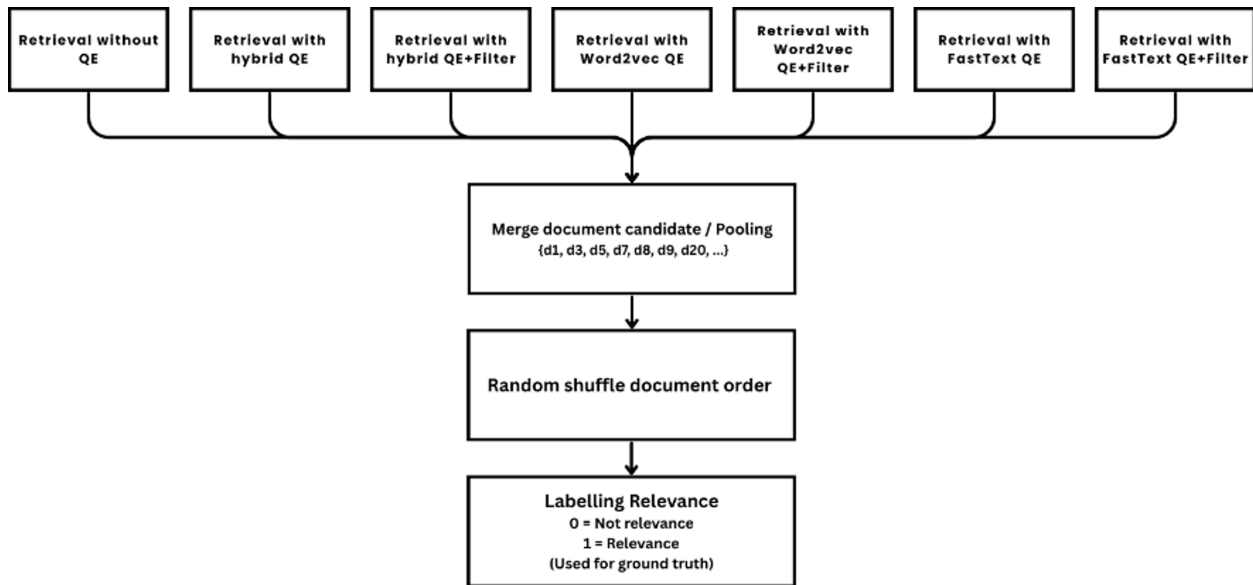 Retrieval without
QE
Retrieval with
hybrid QE
Retrieval with
hybrid QE+Filter
Retrieval with
Word2vec QE
Retrieval with
Word2vec
QE+Filter
Retrieval with
FastText QE
Retrieval with
FastText QE+Filter
Merge document candidate / Pooling
{d1, d3, d5, d7, d8, d9, d20, ...}
Random shuffle document order
Labelling Relevance
0 = Not relevance
1 = Relevance
(Used for ground truth)